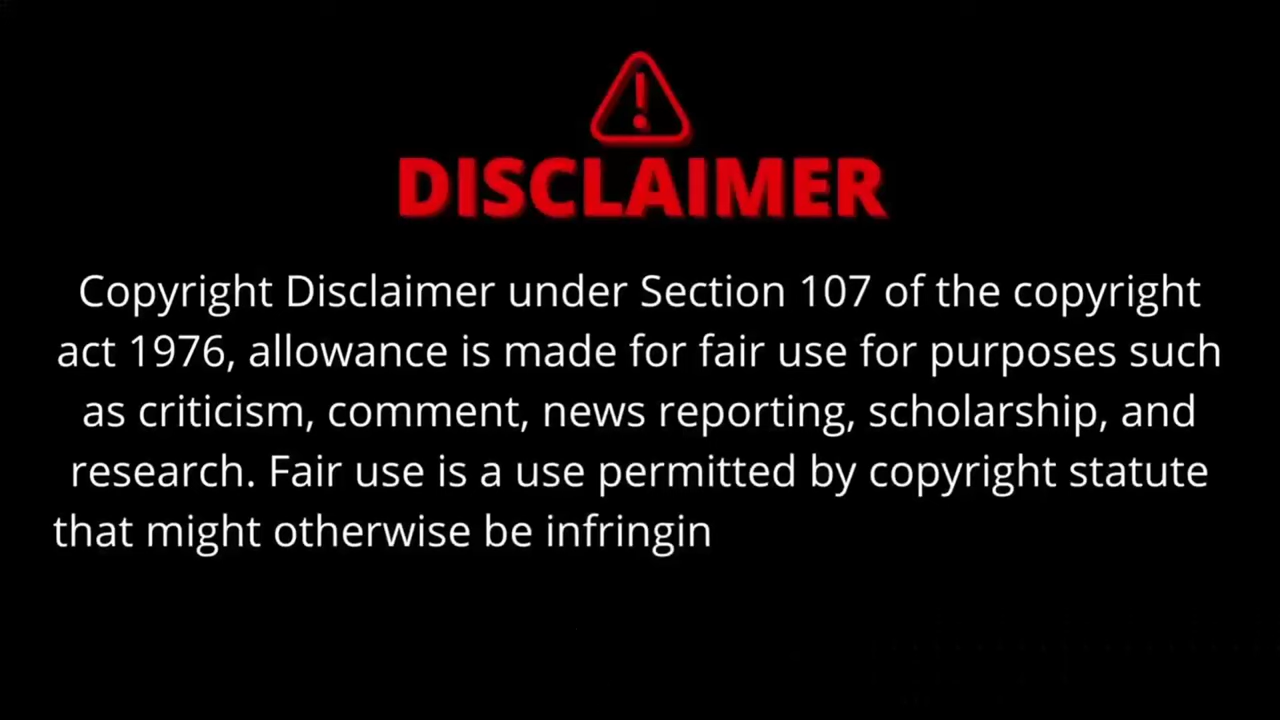 DISCLAIMER
Copyright Disclaimer under Section 107 of the copyright
act 1976, allowance is made for fair use for purposes such
as criticism, comment, news reporting, scholarship, and
research. Fair use is a use permitted by copyright statute
that might otherwise be infringin